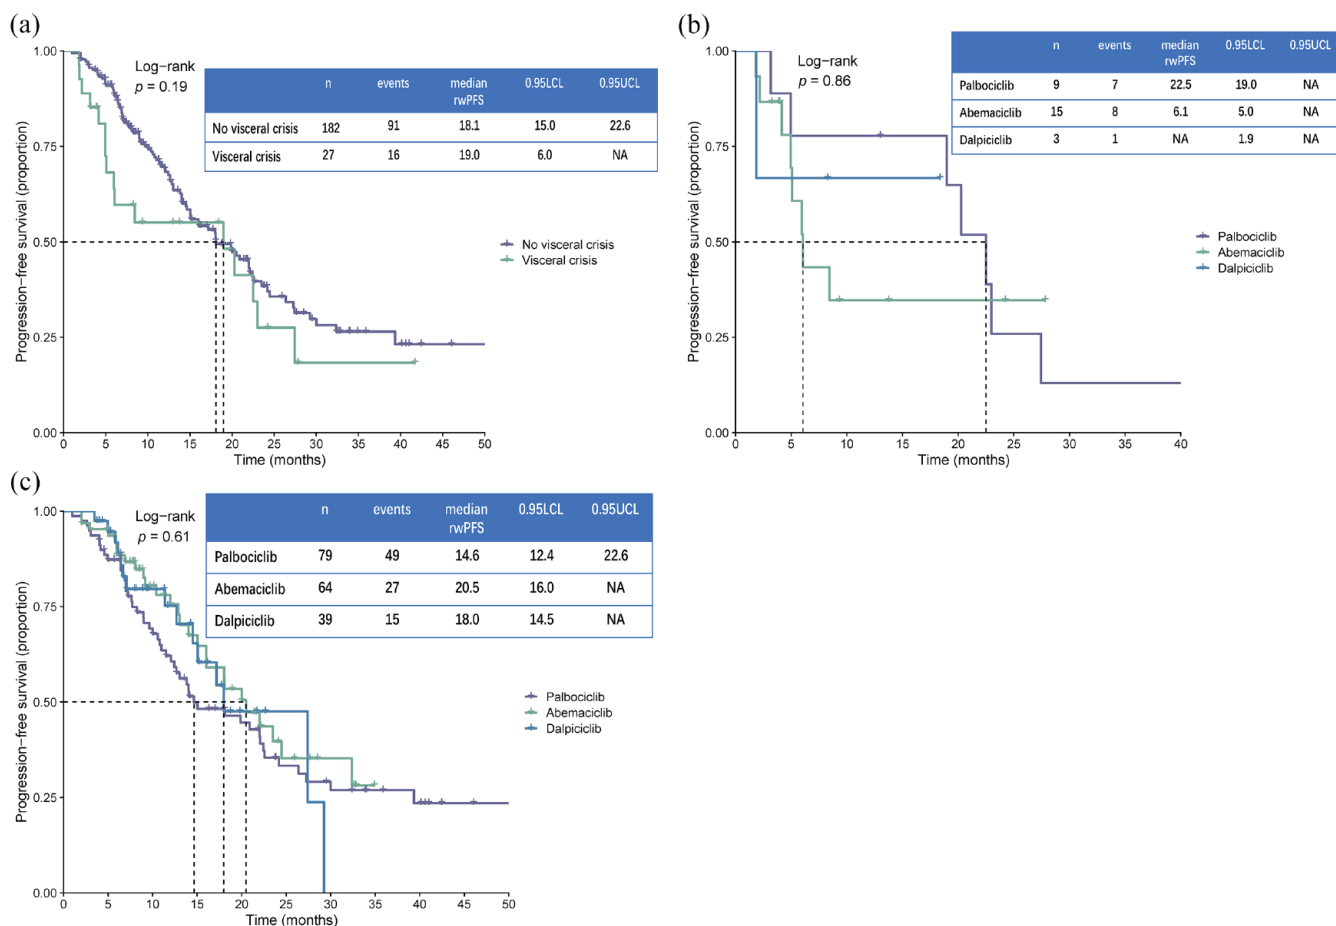 (a)
Log−rank
p = 0.19
n events median rwPFS 0.95LCL 0.95UCL
No visceral crisis 182 91 18.1 15.0 22.6
Visceral crisis 27 16 19.0 6.0 NA
Progression−free survival (proportion)
1.00
0.75
0.50
0.25
0.00
No visceral crisis
Visceral crisis
0 5 10 15 20 25 30 35 40 45 50
Time (months)
(b)
Log−rank
p = 0.86
n events median rwPFS 0.95LCL 0.95UCL
Palbociclib 9 7 22.5 19.0 NA
Abemaciclib 15 8 6.1 5.0 NA
Dalpiciclib 3 1 NA 1.9 NA
Progression−free survival (proportion)
1.00
0.75
0.50
0.25
0.00
Palbociclib
Abemaciclib
Dalpiciclib
0 5 10 15 20 25 30 35 40
Time (months)
(c)
Log−rank
p = 0.61
n events median rwPFS 0.95LCL 0.95UCL
Palbociclib 79 49 14.6 12.4 22.6
Abemaciclib 64 27 20.5 16.0 NA
Dalpiciclib 39 15 18.0 14.5 NA
Progression−free survival (proportion)
1.00
0.75
0.50
0.25
0.00
Palbociclib
Abemaciclib
Dalpiciclib
0 5 10 15 20 25 30 35 40 45 50
Time (months)